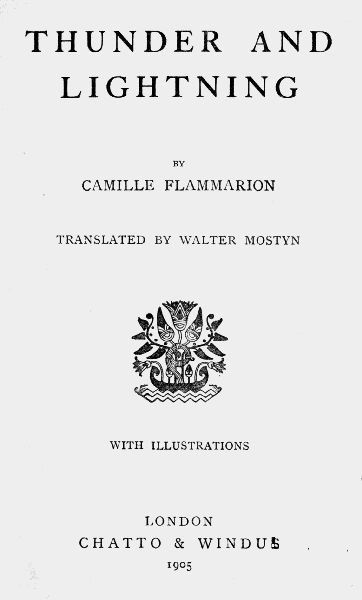 THUNDER AND
LIGHTNING
BY
CAMILLE FLAMMARION
TRANSLATED BY WALTER MOSTYN
WITH ILLUSTRATIONS
LONDON
CHATTO & WINDUS
1905